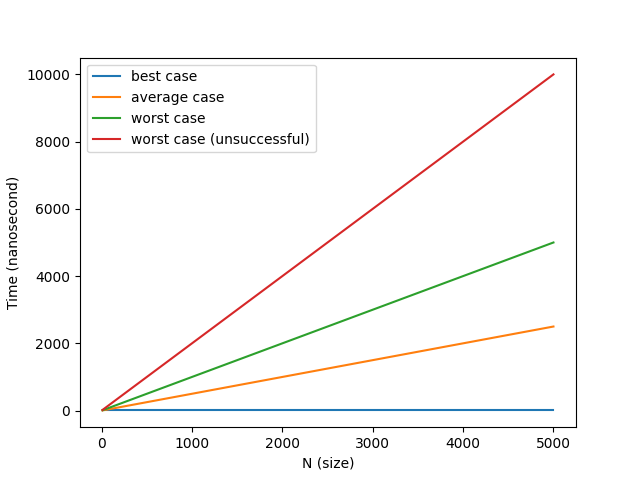 best case
average case
worst case
worst case (unsuccessful)
10000
8000
6000
4000
2000
0
Time (nanosecond)
0 1000 2000 3000 4000 5000
N (size)